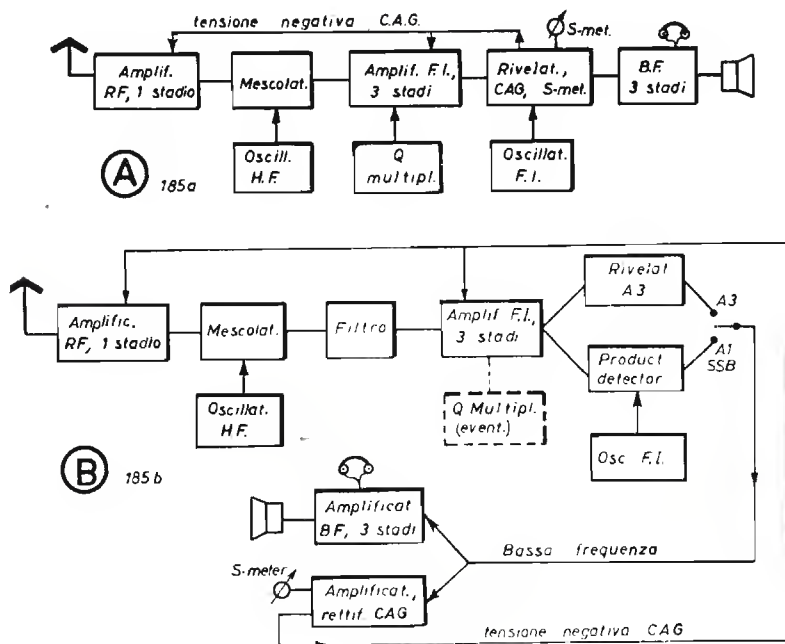 tensione negativa C.A.G.
S-met.
Amplif.
RF, 1 stadio
Mescolat.
Amplif. F.I.,
3 stadi
Rivelat.,
CAG, S-met.
B.F.
3 stadi
Oscill.
H.F.
Q
multipl.
Oscillat.
F.I.
A
185a
Amplific.
RF, 1 stadio
Mescolat.
Filtro
Amplif F.I.,
3 stadi
Rivelat
A3
A3
A1
SSB
Product
detector
Oscillat.
H.F.
Q Multipl.
(event.)
Osc F.I.
B
185b
Amplificat
BF, 3 stadi
Bassa frequenza
S-meter
Amplificat.,
rettif. CAG
tensione negativa CAG